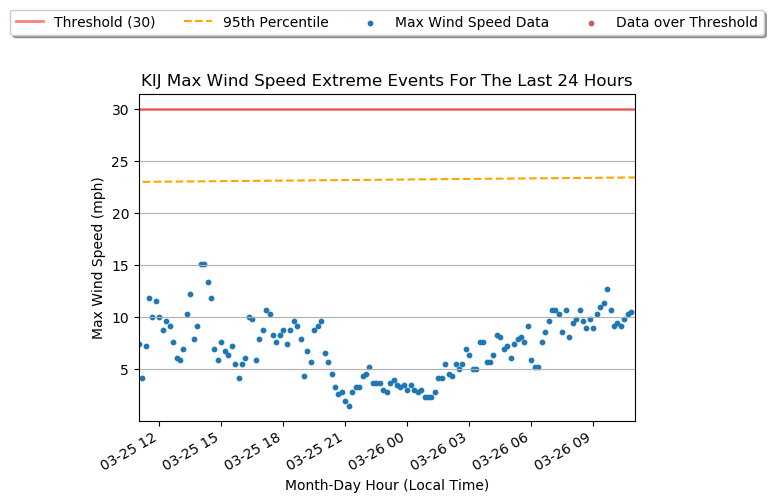 Threshold (30) 95th Percentile Max Wind Speed Data Data over Threshold
KIJ Max Wind Speed Extreme Events For The Last 24 Hours
Max Wind Speed (mph)
30
25
20
15
10
5
03-25 12 03-25 15 03-25 18 03-25 21 03-26 00 03-26 03 03-26 06 03-26 09
Month-Day Hour (Local Time)